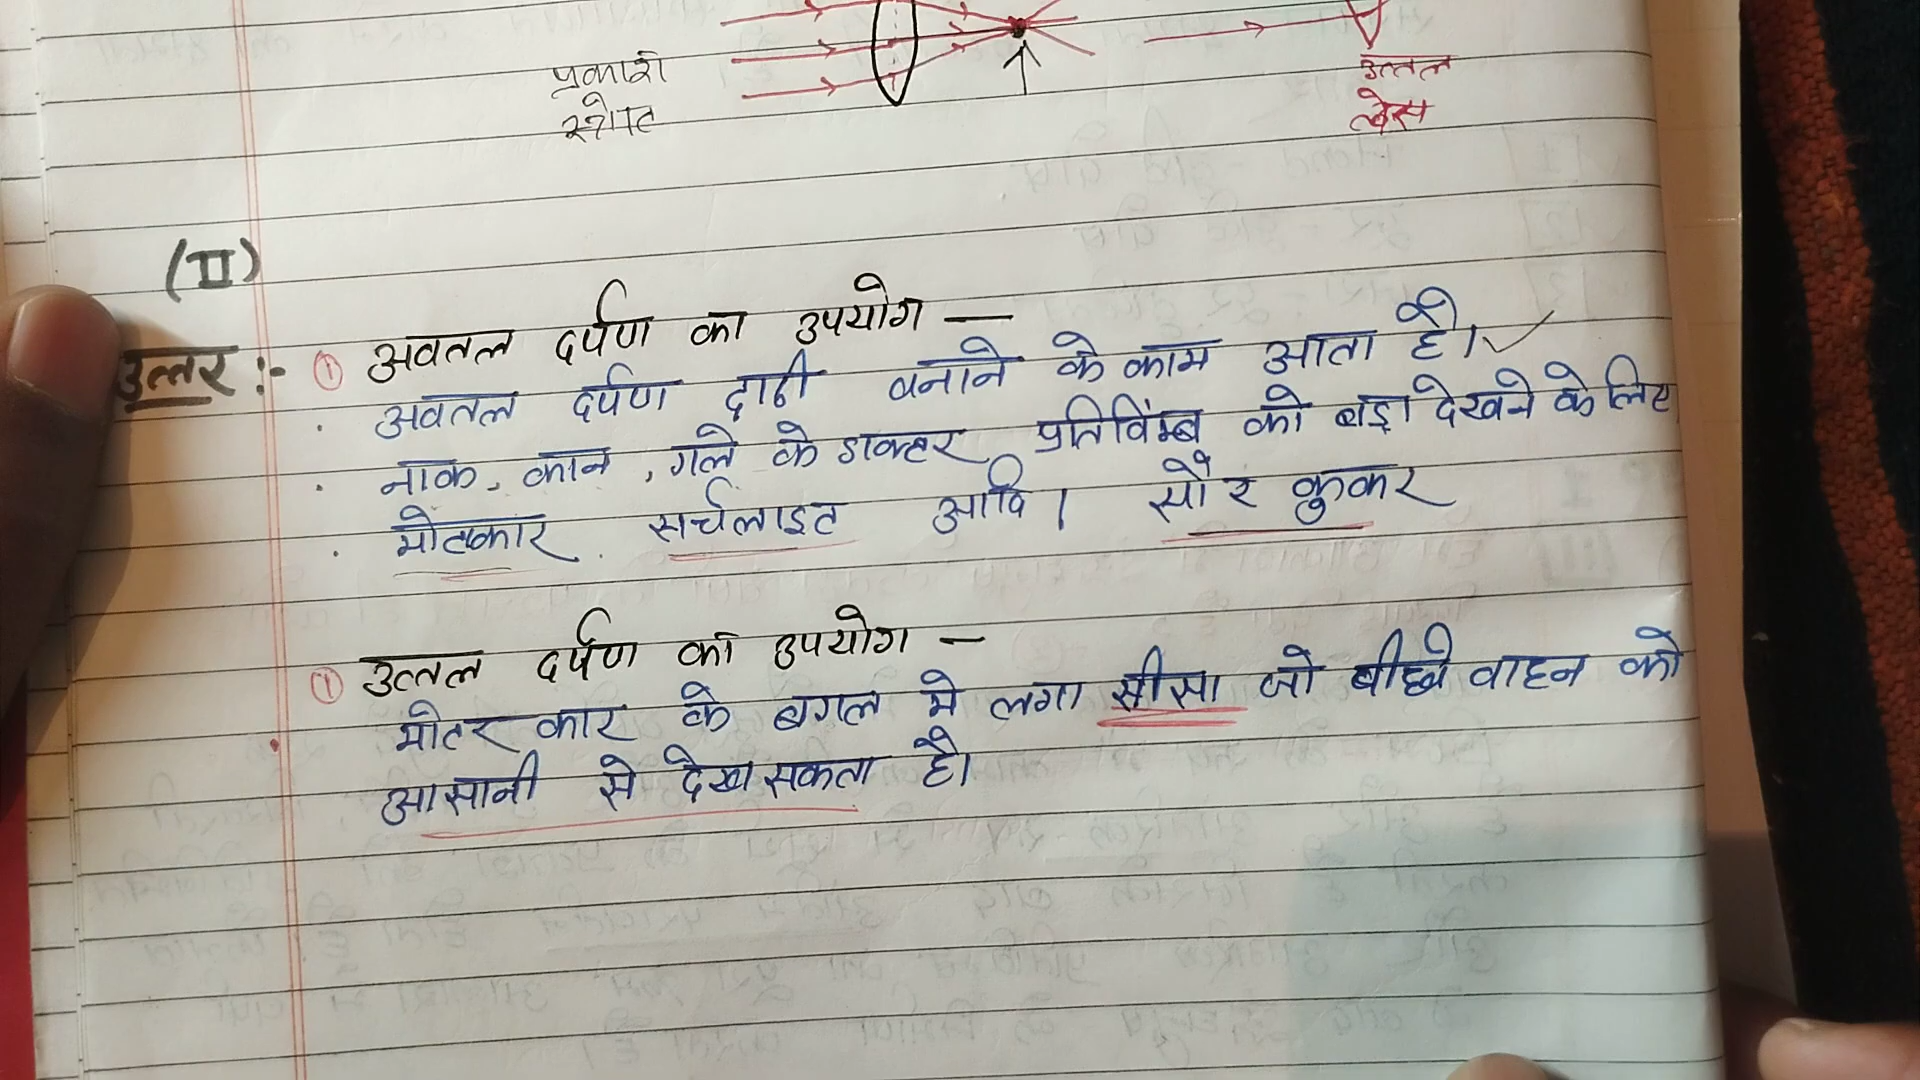 प्रकाश
स्त्रोत
उत्तल
लेंस
(II)
उत्तर :- ① अवतल दर्पण का उपयोग —
अवतल दर्पण दाढी बनाने के काम आता है।
नाक, कान, गले के डाक्टर प्रतिविंम्ब को बड़ा देखने के लिए
मोटरकार सर्चलाइट आदि। सौर कुकर
① उत्तल दर्पण का उपयोग —
मोटर कार के बगल मे लगा सीसा जो पीछे वाहन को
आसानी से देख सकता है।